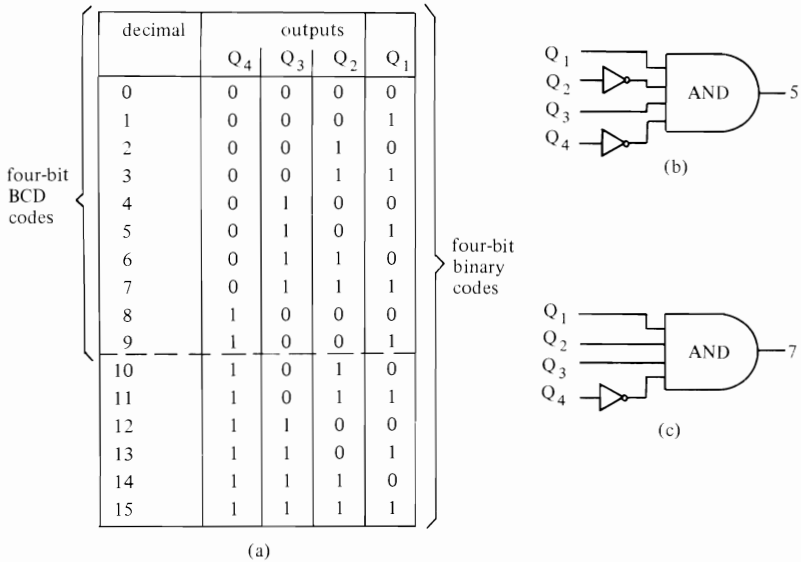 decimal outputs
Q4 Q3 Q2 Q1
0 0 0 0 0
1 0 0 0 1
2 0 0 1 0
3 0 0 1 1
4 0 1 0 0
5 0 1 0 1
6 0 1 1 0
7 0 1 1 1
8 1 0 0 0
9 1 0 0 1
10 1 0 1 0
11 1 0 1 1
12 1 1 0 0
13 1 1 0 1
14 1 1 1 0
15 1 1 1 1
four-bit
BCD
codes
four-bit
binary
codes
(a)
Q1
Q2
Q3
Q4
AND
5
(b)
Q1
Q2
Q3
Q4
AND
7
(c)